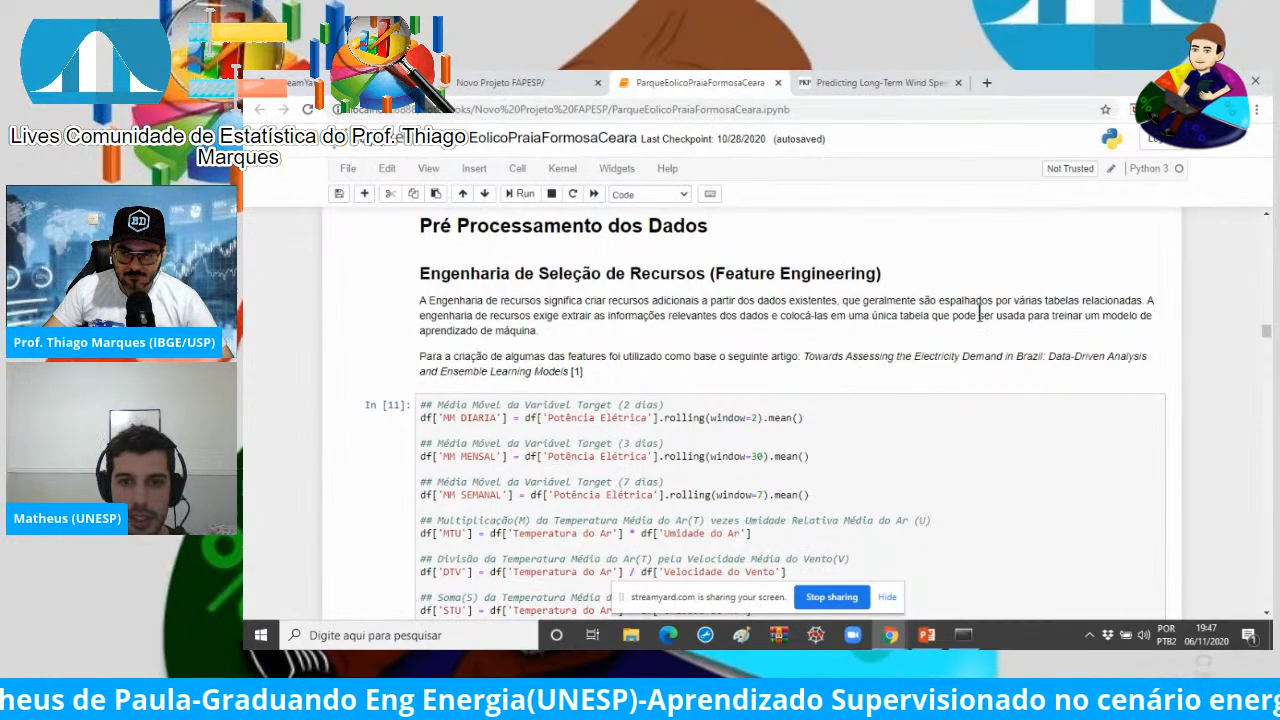 Lives Comunidade de Estatística do Prof. Thiago
Marques
Novo Projeto FAPESP/
ParqueEolicoPraiaFormosaCeara
Predicting Long-Term Wind Spe
books/Novo%20Projeto%20FAPESP/ParqueEolicoPraiaFormosaCeara.ipynb
EolicoPraiaFormosaCeara Last Checkpoint: 10/28/2020 (autosaved)
File Edit View Insert Cell Kernel Widgets Help
Not Trusted Python 3
Run Code
Pré Processamento dos Dados
Engenharia de Seleção de Recursos (Feature Engineering)
A Engenharia de recursos significa criar recursos adicionais a partir dos dados existentes, que geralmente são espalhados por várias tabelas relacionadas. A
engenharia de recursos exige extrair as informações relevantes dos dados e colocá-las em uma única tabela que pode ser usada para treinar um modelo de
aprendizado de máquina.
Para a criação de algumas das features foi utilizado como base o seguinte artigo: Towards Assessing the Electricity Demand in Brazil: Data-Driven Analysis
and Ensemble Learning Models [1]
In [11]:
## Média Móvel da Variável Target (2 dias)
df['MM DIARIA'] = df['Potência Elétrica'].rolling(window=2).mean()
## Média Móvel da Variável Target (3 dias)
df['MM MENSAL'] = df['Potência Elétrica'].rolling(window=30).mean()
## Média Móvel da Variável Target (7 dias)
df['MM SEMANAL'] = df['Potência Elétrica'].rolling(window=7).mean()
## Multiplicação(M) da Temperatura Média do Ar(T) vezes Umidade Relativa Média do Ar (U)
df['MTU'] = df['Temperatura do Ar'] * df['Umidade do Ar']
## Divisão da Temperatura Média do Ar(T) pela Velocidade Média do Vento(V)
df['DTV'] = df['Temperatura do Ar'] / df['Velocidade do Vento']
## Soma(S) da Temperatura Média d
df['STU'] = df['Temperatura do Ar
streamyard.com is sharing your screen. Stop sharing Hide
BD
Prof. Thiago Marques (IBGE/USP)
Matheus (UNESP)
Digite aqui para pesquisar
POR
PTB2
19:47
06/11/2020
heus de Paula-Graduando Eng Energia(UNESP)-Aprendizado Supervisionado no cenário energ